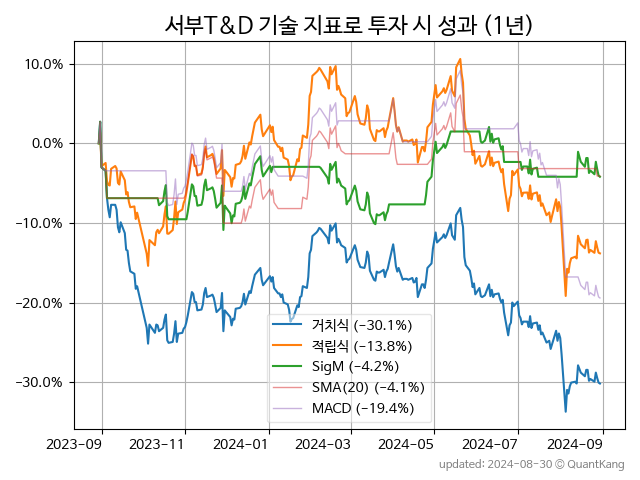 서부T&D 기술 지표로 투자 시 성과 (1년)
10.0%
0.0%
-10.0%
-20.0%
-30.0%
거치식 (-30.1%)
적립식 (-13.8%)
SigM (-4.2%)
SMA(20) (-4.1%)
MACD (-19.4%)
2023-09 2023-11 2024-01 2024-03 2024-05 2024-07 2024-09
updated: 2024-08-30 © QuantKang